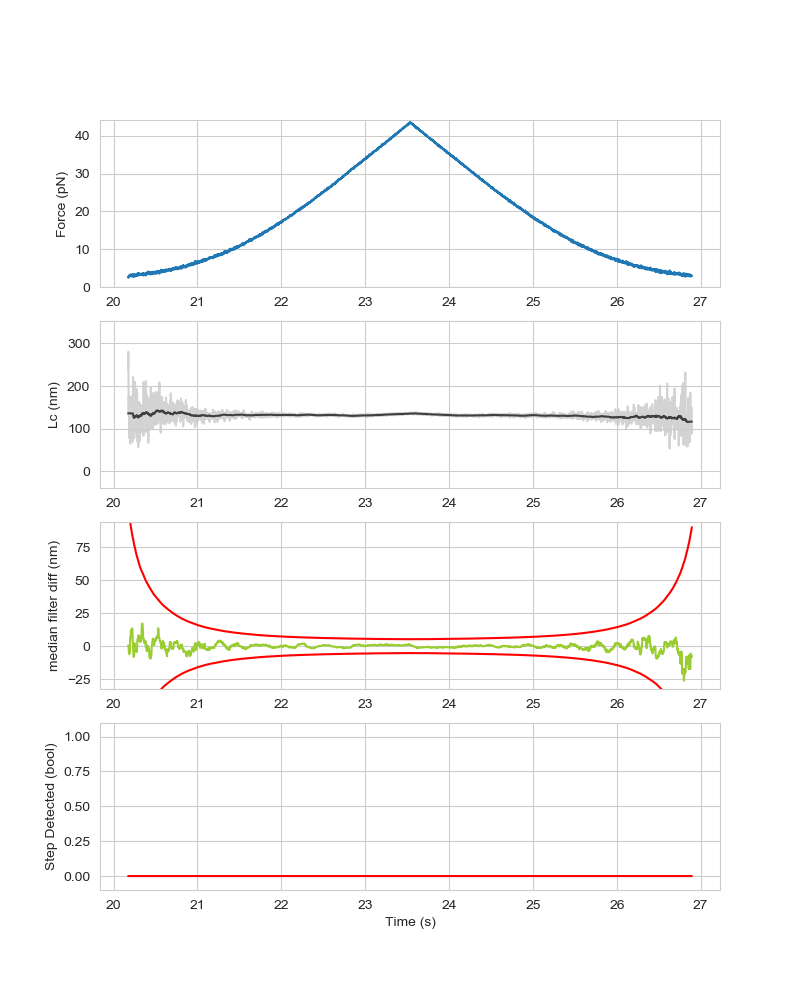 Force (pN)
40
30
20
10
0
20 21 22 23 24 25 26 27
Lc (nm)
300
200
100
0
20 21 22 23 24 25 26 27
median filter diff (nm)
75
50
25
0
−25
20 21 22 23 24 25 26 27
Step Detected (bool)
1.00
0.75
0.50
0.25
0.00
20 21 22 23 24 25 26 27
Time (s)